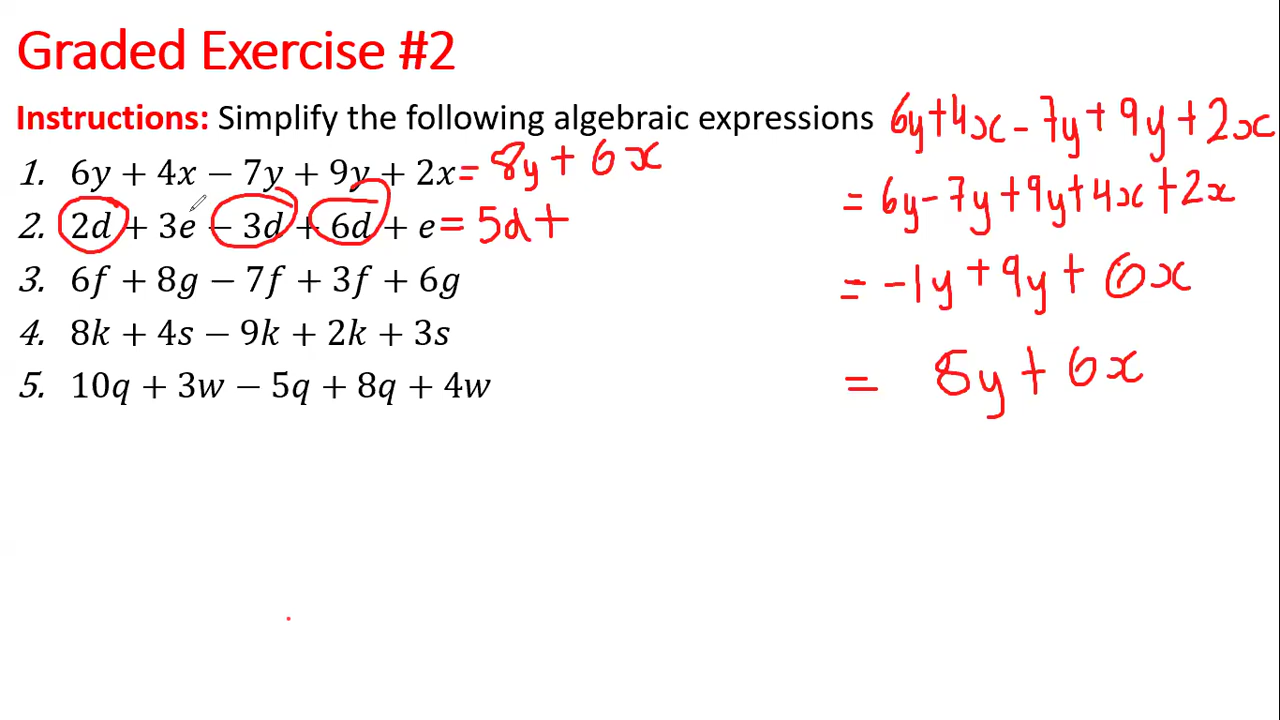 Graded Exercise #2
Instructions: Simplify the following algebraic expressions
1. 6y + 4x − 7y + 9y + 2x = 8y + 6x
2. 2d + 3e − 3d + 6d + e = 5d +
3. 6f + 8g − 7f + 3f + 6g
4. 8k + 4s − 9k + 2k + 3s
5. 10q + 3w − 5q + 8q + 4w
6y + 4x - 7y + 9y + 2x
= 6y - 7y + 9y + 4x + 2x
= -1y + 9y + 6x
= 8y + 6x